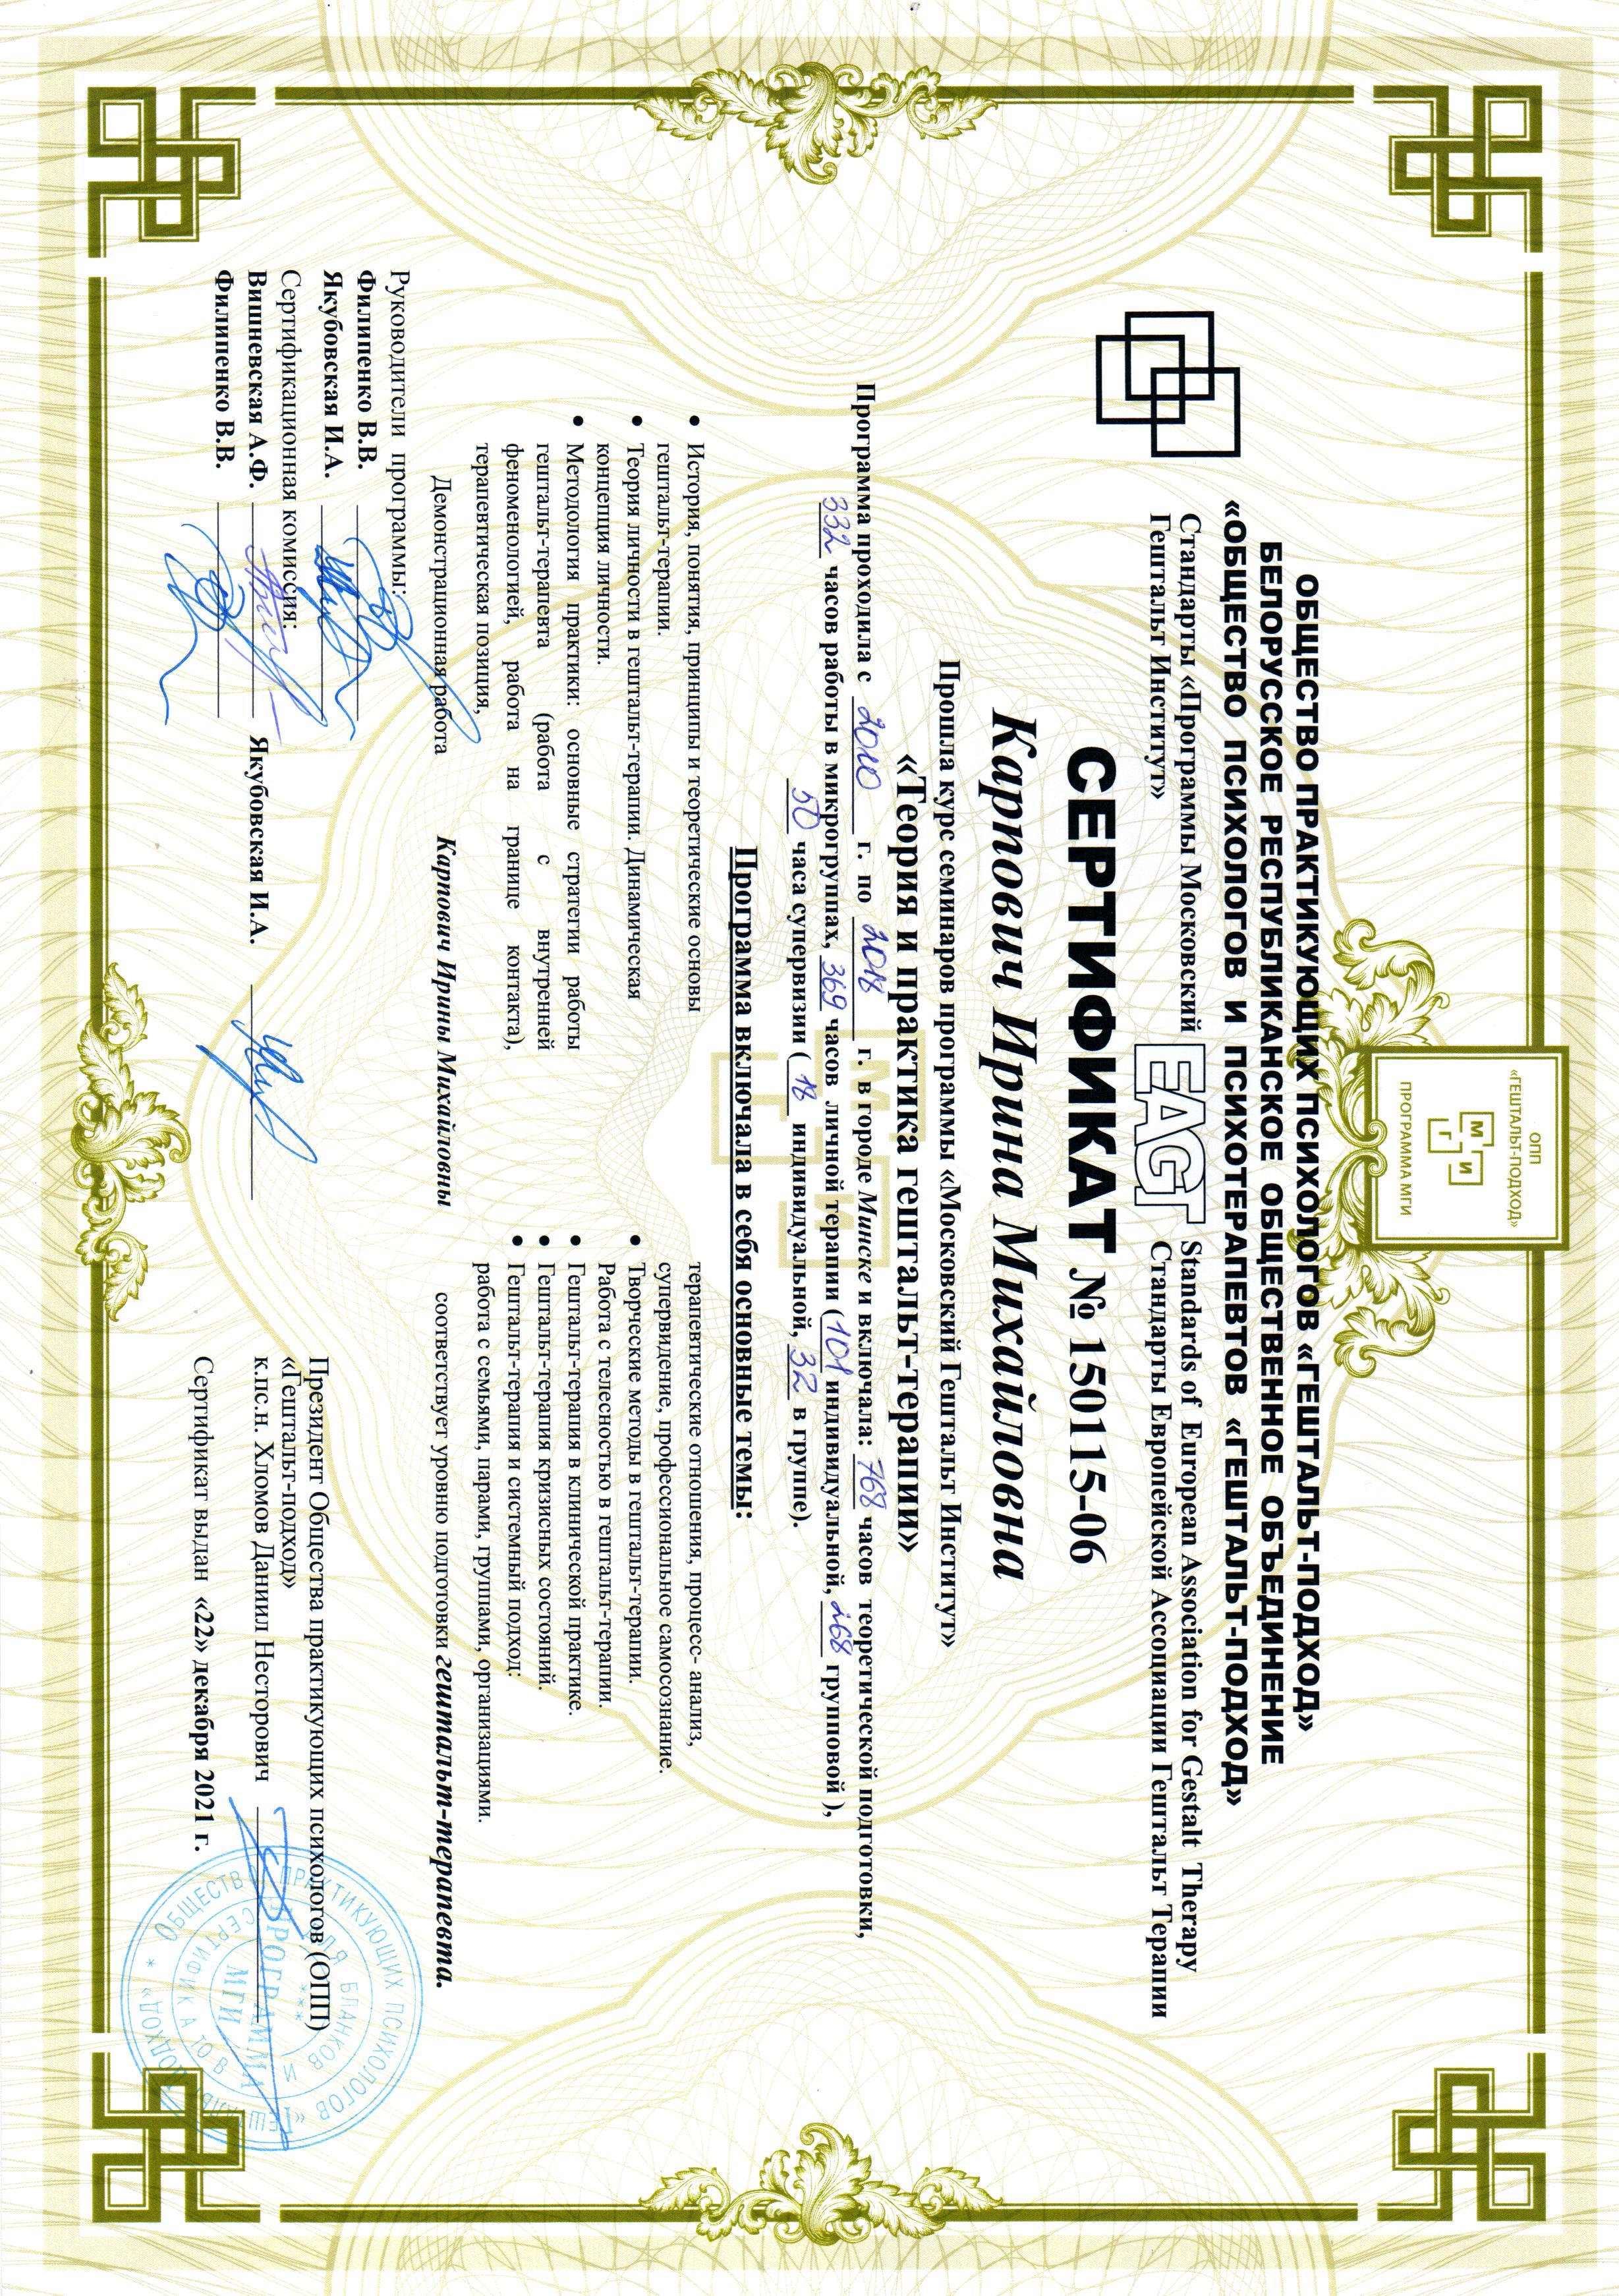 ОПП
«ГЕШТАЛЬТ-ПОДХОД»
М
И
Г
ПРОГРАММА МГИ
ОБЩЕСТВО ПРАКТИКУЮЩИХ ПСИХОЛОГОВ «ГЕШТАЛЬТ-ПОДХОД»
БЕЛОРУССКОЕ РЕСПУБЛИКАНСКОЕ ОБЩЕСТВЕННОЕ ОБЪЕДИНЕНИЕ
«ОБЩЕСТВО ПСИХОЛОГОВ И ПСИХОТЕРАПЕВТОВ «ГЕШТАЛЬТ-ПОДХОД»
Стандарты «Программы Московский
Гештальт Институт»
EAGT
Standards of European Association for Gestalt Therapy
Стандарты Европейской Ассоциации Гештальт Терапии
СЕРТИФИКАТ № 150115-06
Карпович Ирина Михайловна
Прошла курс семинаров программы «Московский Гештальт Институт»
«Теория и практика гештальт-терапии»
Программа проходила с 2010 г. по 2018 г. в городе Минске и включала: 768 часов теоретической подготовки,
332 часов работы в микрогруппах, 369 часов личной терапии (101 индивидуальной, 268 групповой ),
50 часа супервизии (18 индивидуальной, 32 в группе).
Программа включала в себя основные темы:
• История, понятия, принципы и теоретические основы
гештальт-терапии.
• Теория личности в гештальт-терапии. Динамическая
концепция личности.
• Методология практики: основные стратегии работы
гештальт-терапевта (работа с внутренней
феноменологией, работа на границе контакта),
терапевтическая позиция,
терапевтические отношения, процесс- анализ,
супервидение, профессиональное самосознание.
• Творческие методы в гештальт-терапии.
Работа с телесностью в гештальт-терапии.
• Гештальт-терапия в клинической практике.
• Гештальт-терапия кризисных состояний.
• Гештальт-терапия и системный подход:
работа с семьями, парами, группами, организациями.
Демонстрационная работа Карпович Ирины Михайловны соответствует уровню подготовки гештальт-терапевта.
Руководители программы:
Филипенко В.В.
Якубовская И.А.
Сертификационная комиссия:
Вишневская А.Ф. Якубовская И.А.
Филипенко В.В.
Президент Общества практикующих психологов (ОПП)
«Гештальт-подход»
к.пс.н. Хломов Даниил Несторович
Сертификат выдан «22» декабря 2021 г.
ОБЩЕСТВО ПРАКТИКУЮЩИХ ПСИХОЛОГОВ «ГЕШТАЛЬТ-ПОДХОД» *
ДЛЯ БЛАНКОВ И СЕРТИФИКАТОВ
***
ПРОГРАММА
МГИ